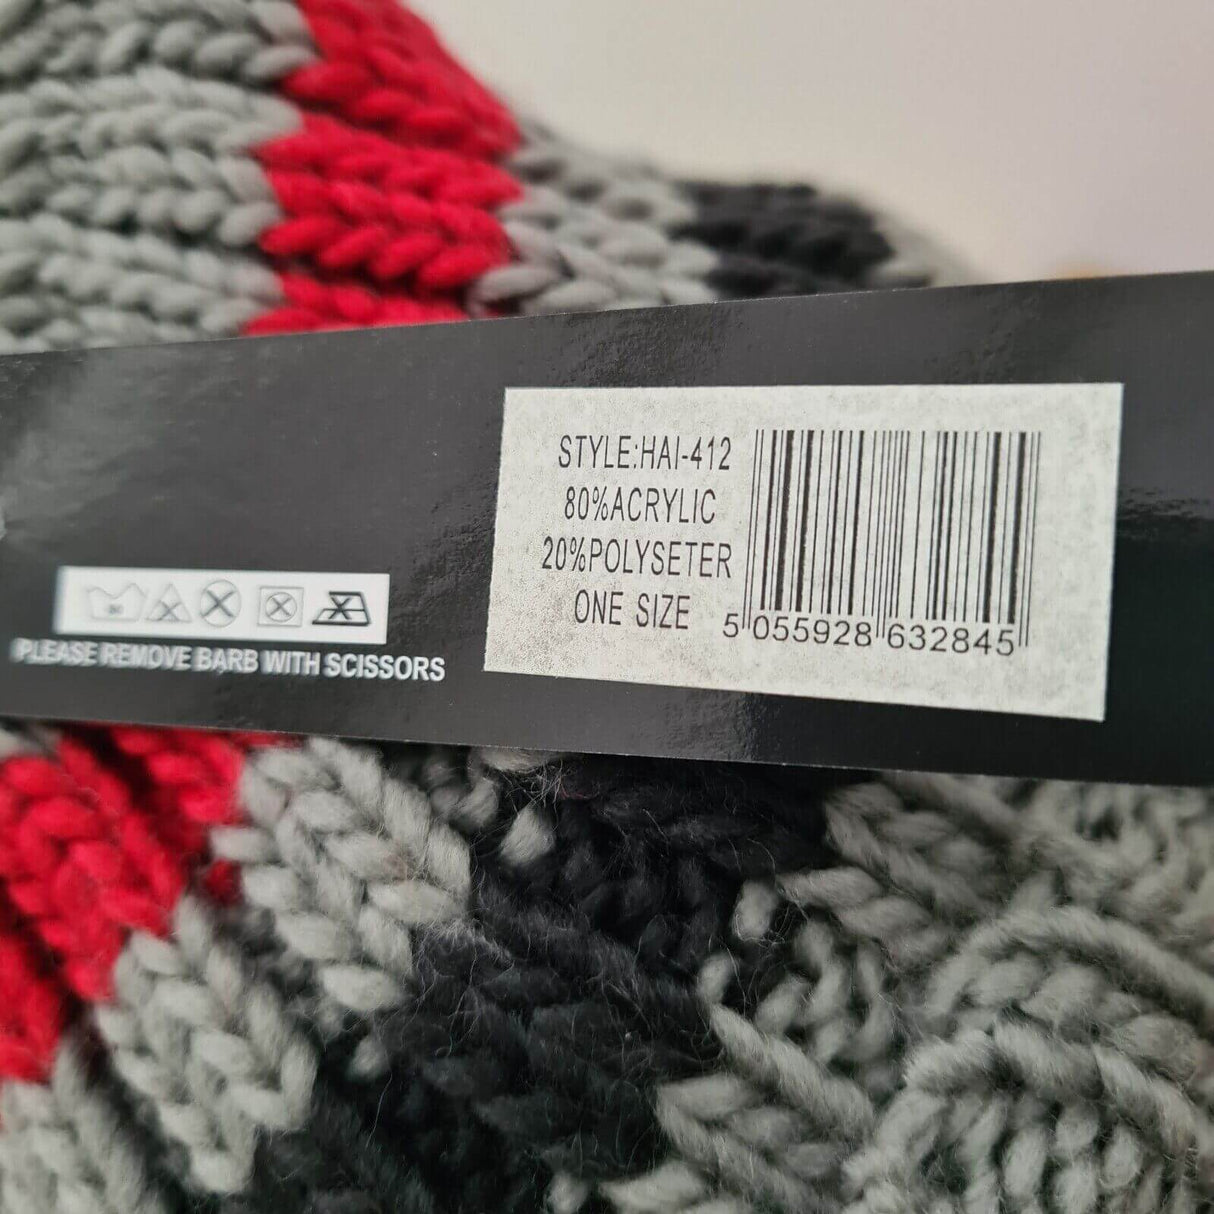 STYLE:HAI-412
80%ACRYLIC
20%POLYSETER
ONE SIZE
5 055928 632845
PLEASE REMOVE BARB WITH SCISSORS